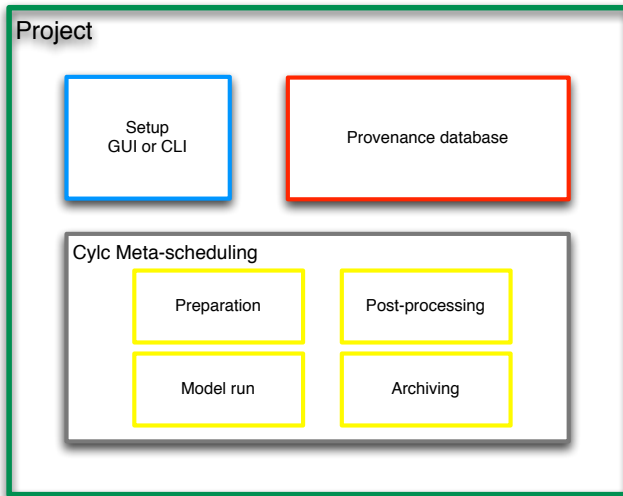 Project
Setup
GUI or CLI
Provenance database
Cylc Meta-scheduling
Preparation
Post-processing
Model run
Archiving